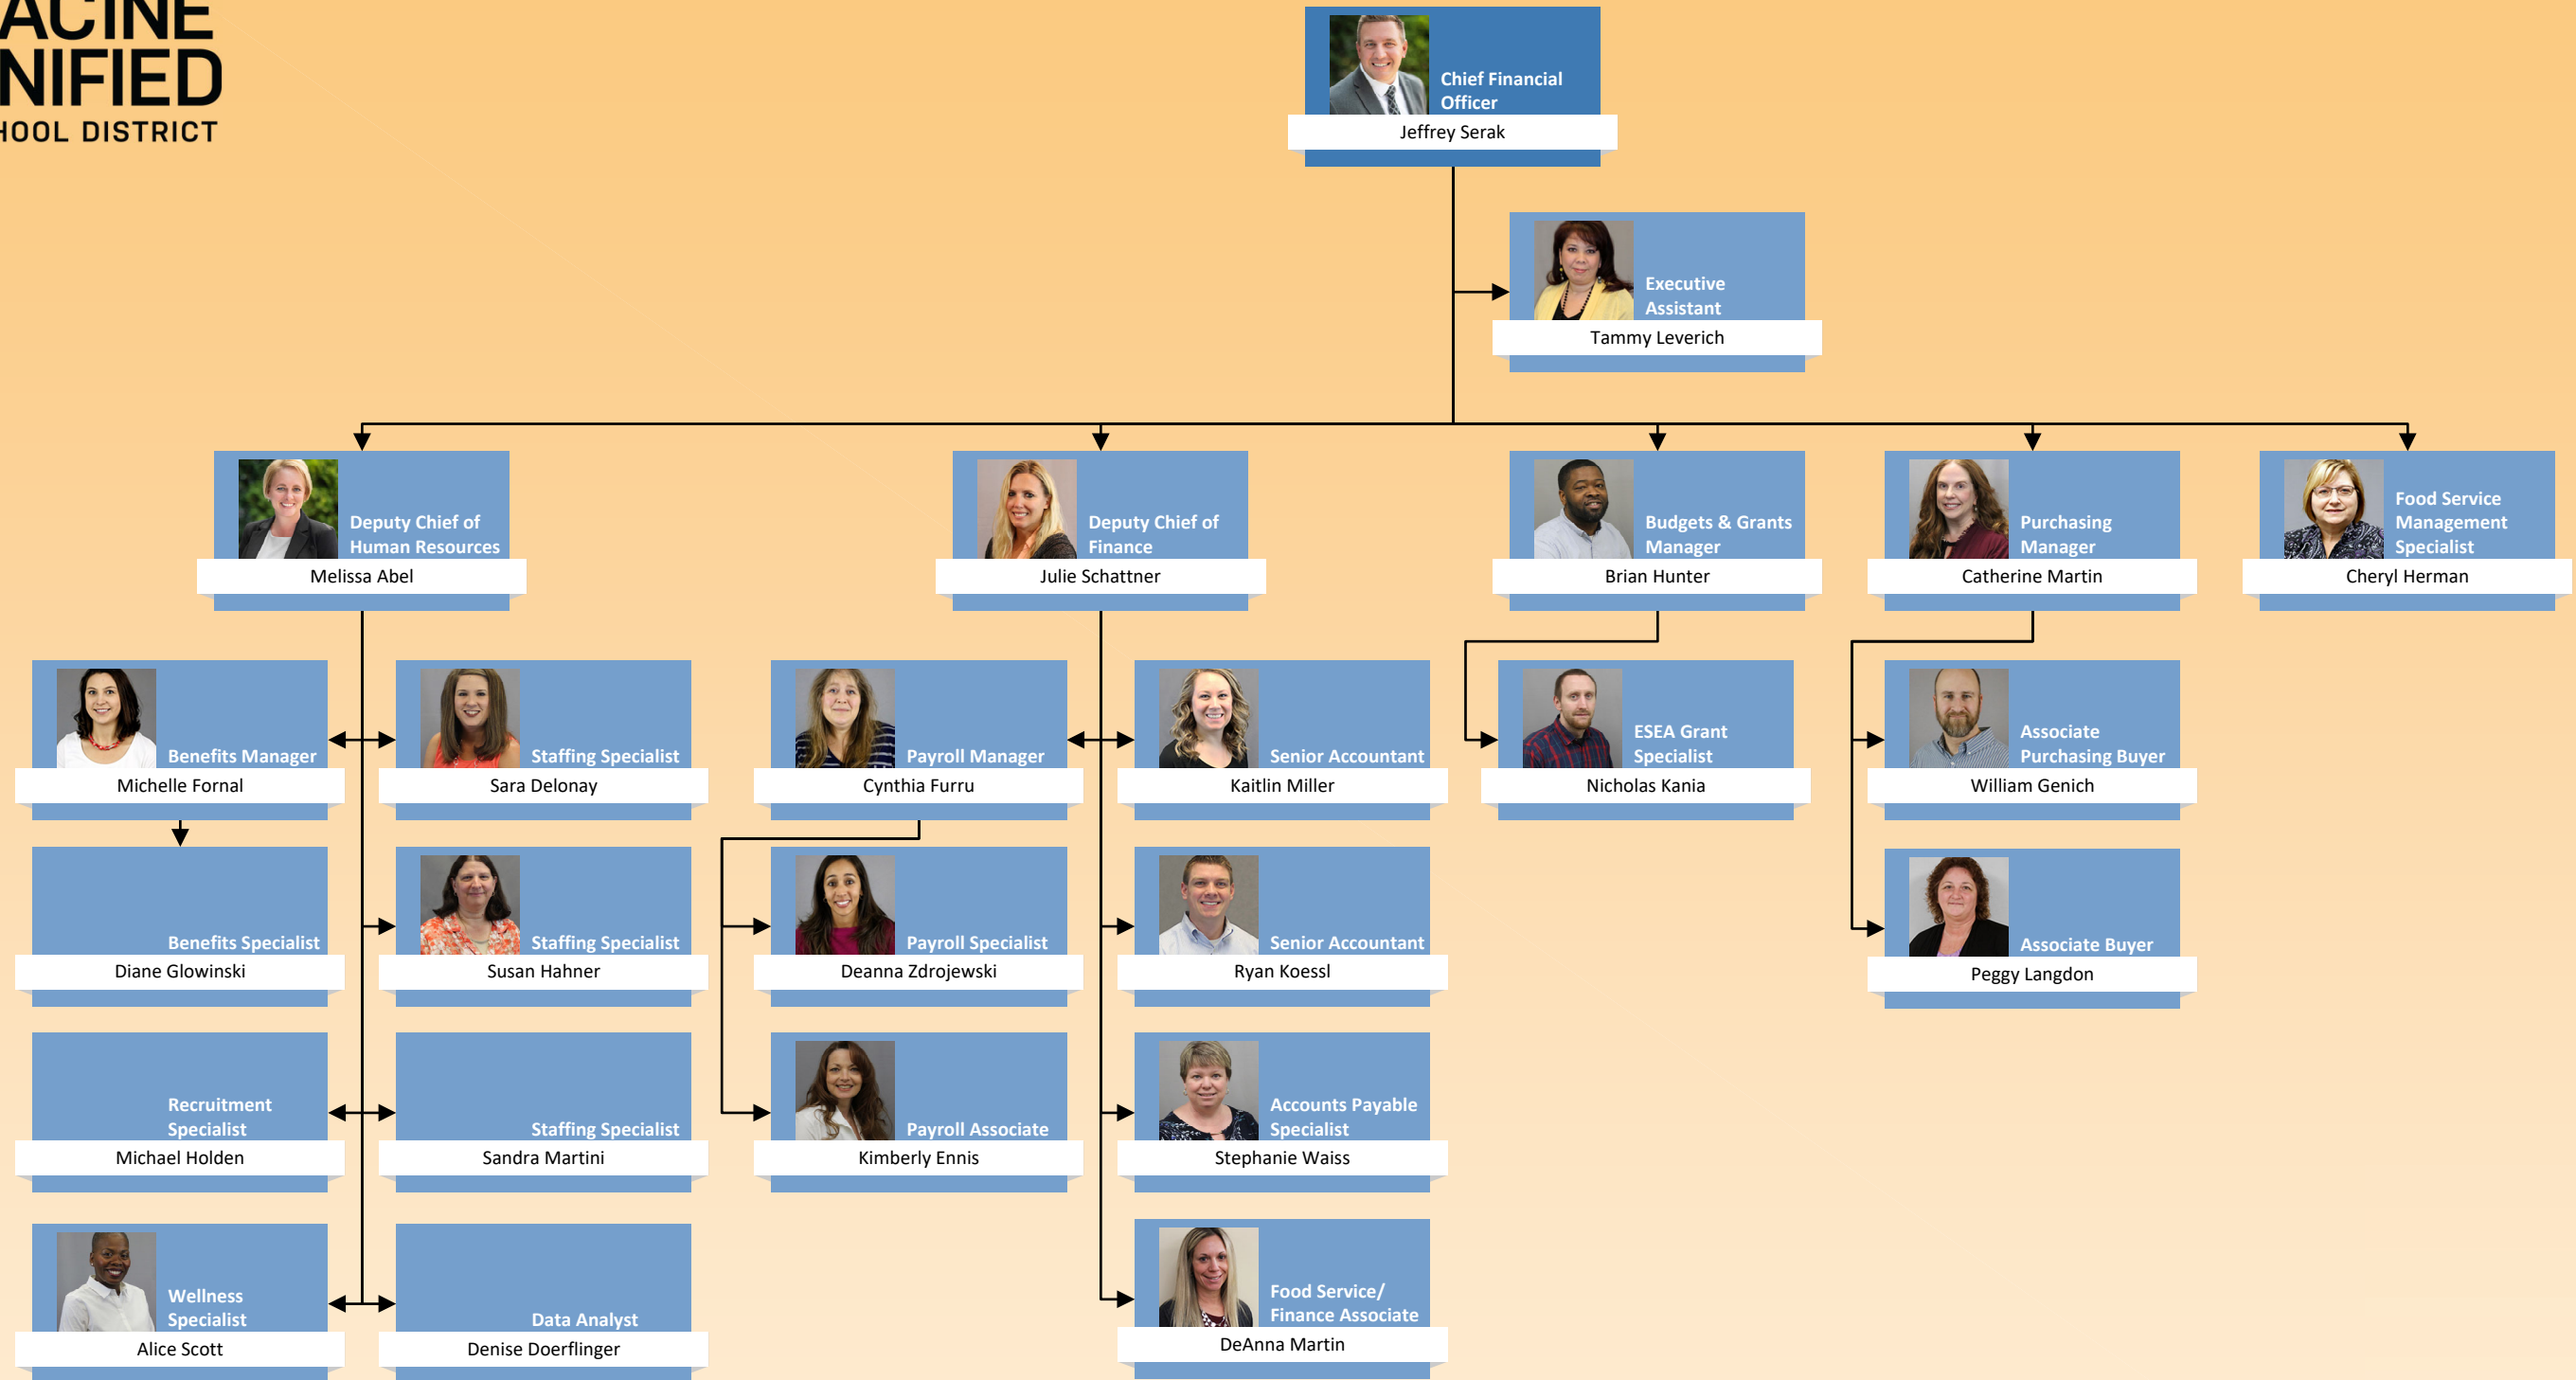 ACINE
NIFIED
HOOL DISTRICT
Chief Financial
Officer
Jeffrey Serak
Executive
Assistant
Tammy Leverich
Deputy Chief of
Human Resources
Melissa Abel
Deputy Chief of
Finance
Julie Schattner
Budgets & Grants
Manager
Brian Hunter
Purchasing
Manager
Catherine Martin
Food Service
Management
Specialist
Cheryl Herman
Benefits Manager
Michelle Fornal
Staffing Specialist
Sara Delonay
Payroll Manager
Cynthia Furru
Senior Accountant
Kaitlin Miller
ESEA Grant
Specialist
Nicholas Kania
Associate
Purchasing Buyer
William Genich
Benefits Specialist
Diane Glowinski
Staffing Specialist
Susan Hahner
Payroll Specialist
Deanna Zdrojewski
Senior Accountant
Ryan Koessl
Associate Buyer
Peggy Langdon
Recruitment
Specialist
Michael Holden
Staffing Specialist
Sandra Martini
Payroll Associate
Kimberly Ennis
Accounts Payable
Specialist
Stephanie Waiss
Wellness
Specialist
Alice Scott
Data Analyst
Denise Doerflinger
Food Service/
Finance Associate
DeAnna Martin